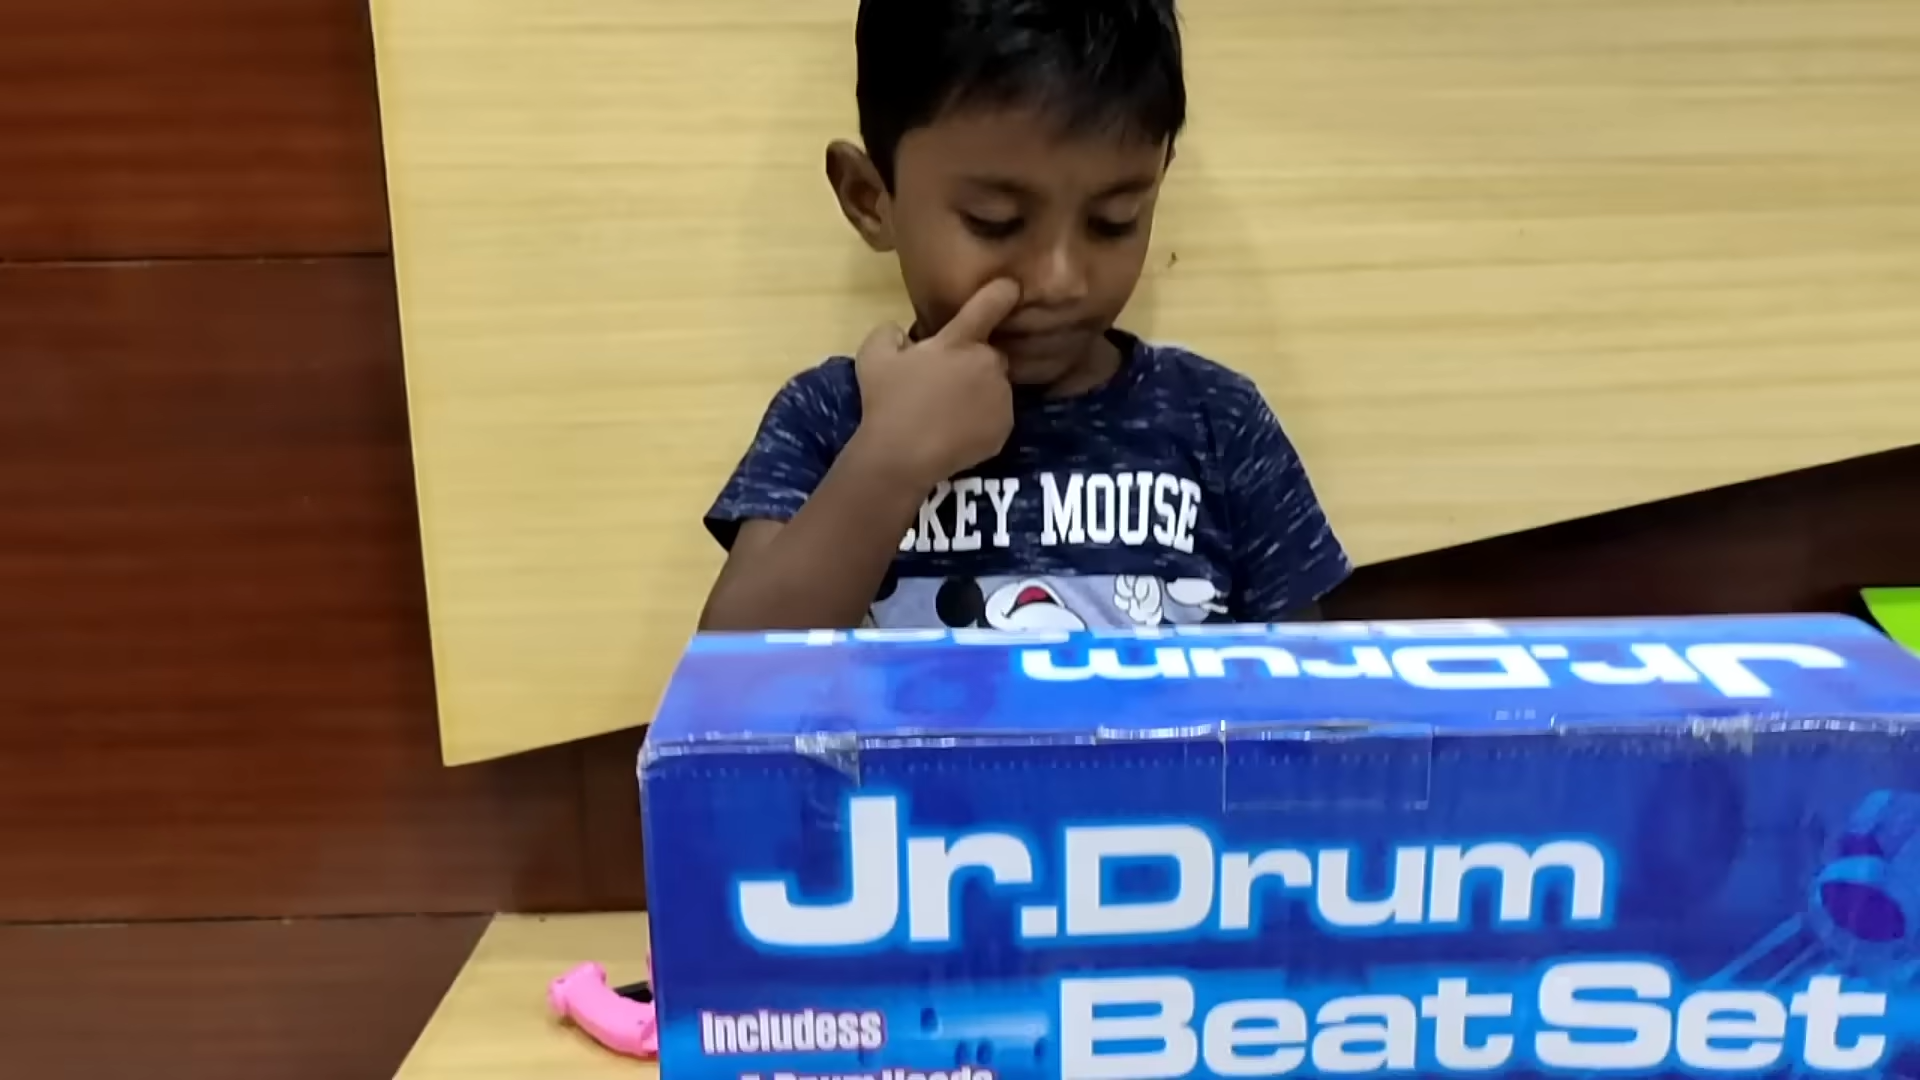 KEY MOUSE
Jr.Drum
Jr.Drum
Beat Set
Includess